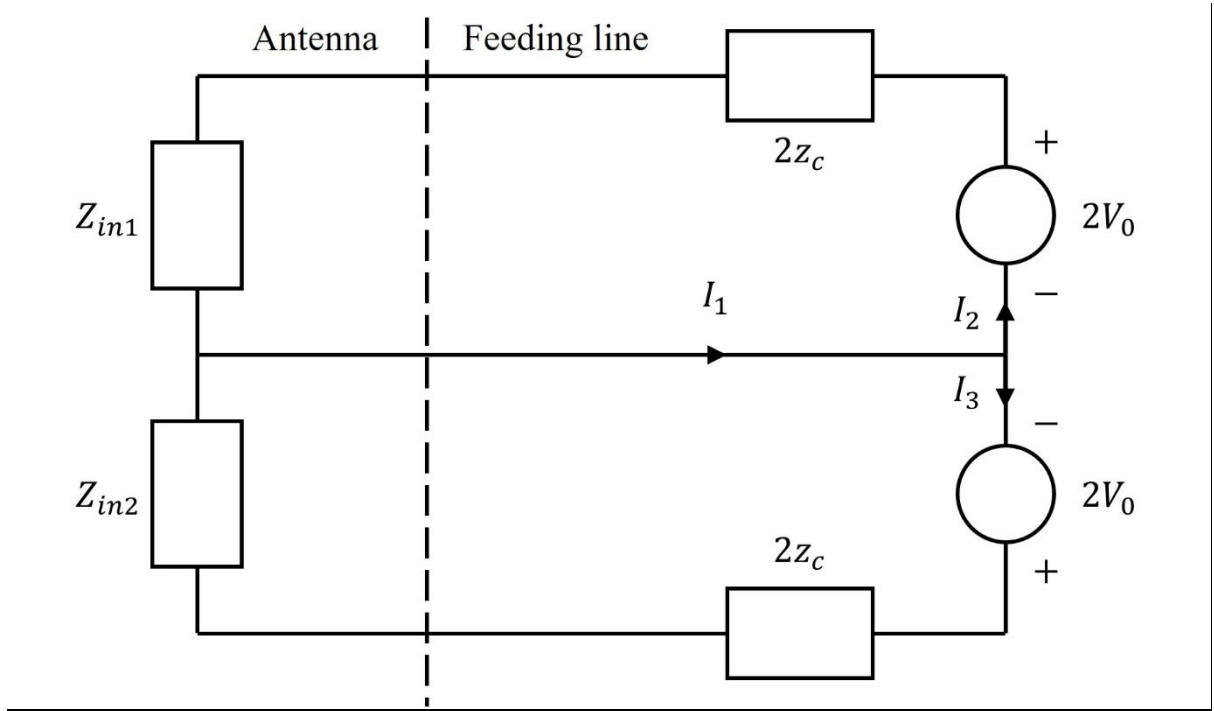 Antenna Feeding line
2z_c
+
Z_{in1}
2V_0
−
I_1
I_2
I_3
−
Z_{in2}
2V_0
2z_c
+